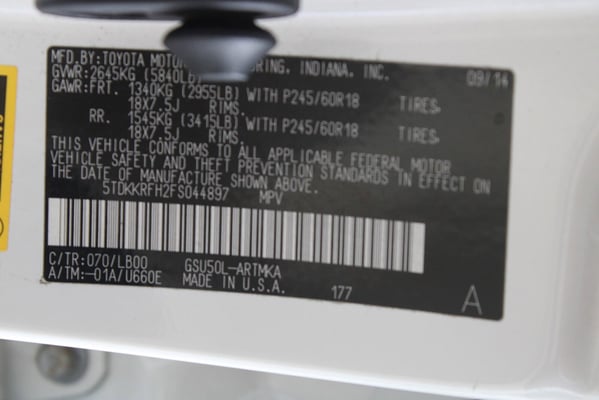 MFD.BY:TOYOTA MOTOR RING, INDIANA, INC. 09/14
GVWR: 2645KG (5840LB)
GAWR:FRT. 1340KG (2955LB) WITH P245/60R18 TIRES,
18X7.5J RIMS,
RR. 1545KG (3415LB) WITH P245/60R18 TIRES,
18X7.5J RIMS.
THIS VEHICLE CONFORMS TO ALL APPLICABLE FEDERAL MOTOR
VEHICLE SAFETY AND THEFT PREVENTION STANDARDS IN EFFECT ON
THE DATE OF MANUFACTURE SHOWN ABOVE.
5TDKKRFH2FS044897 MPV
C/TR:070/LB00 GSU50L-ARTMKA
A/TM:-01A/U660E MADE IN U.S.A. 177 A